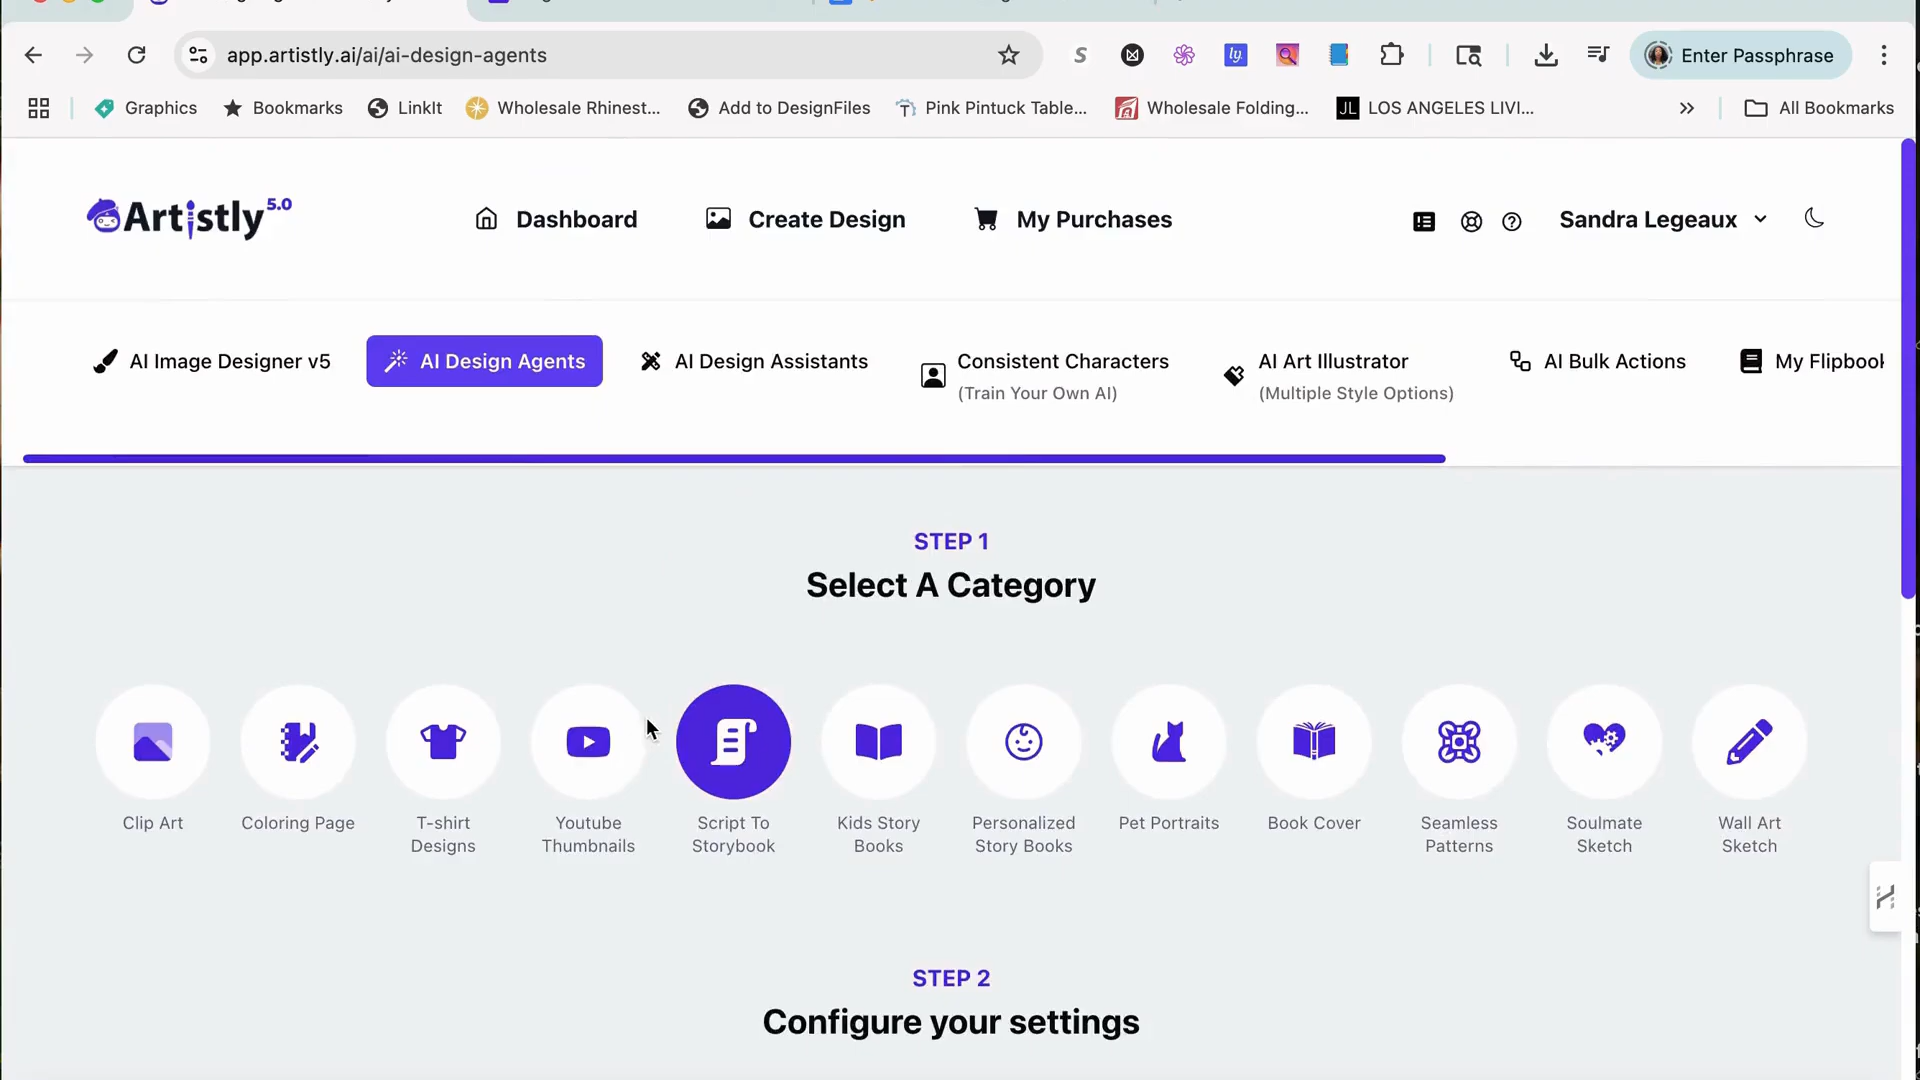 app.artistly.ai/ai/ai-design-agents
Enter Passphrase
Graphics
Bookmarks
LinkIt
Wholesale Rhinest...
Add to DesignFiles
Pink Pintuck Table...
Wholesale Folding...
JL LOS ANGELES LIVI...
All Bookmarks
Artistly 5.0
Dashboard
Create Design
My Purchases
Sandra Legeaux
AI Image Designer v5
AI Design Agents
AI Design Assistants
Consistent Characters
(Train Your Own AI)
AI Art Illustrator
(Multiple Style Options)
AI Bulk Actions
My Flipbook
STEP 1
Select A Category
Clip Art
Coloring Page
T-shirt
Designs
Youtube
Thumbnails
Script To
Storybook
Kids Story
Books
Personalized
Story Books
Pet Portraits
Book Cover
Seamless
Patterns
Soulmate
Sketch
Wall Art
Sketch
STEP 2
Configure your settings